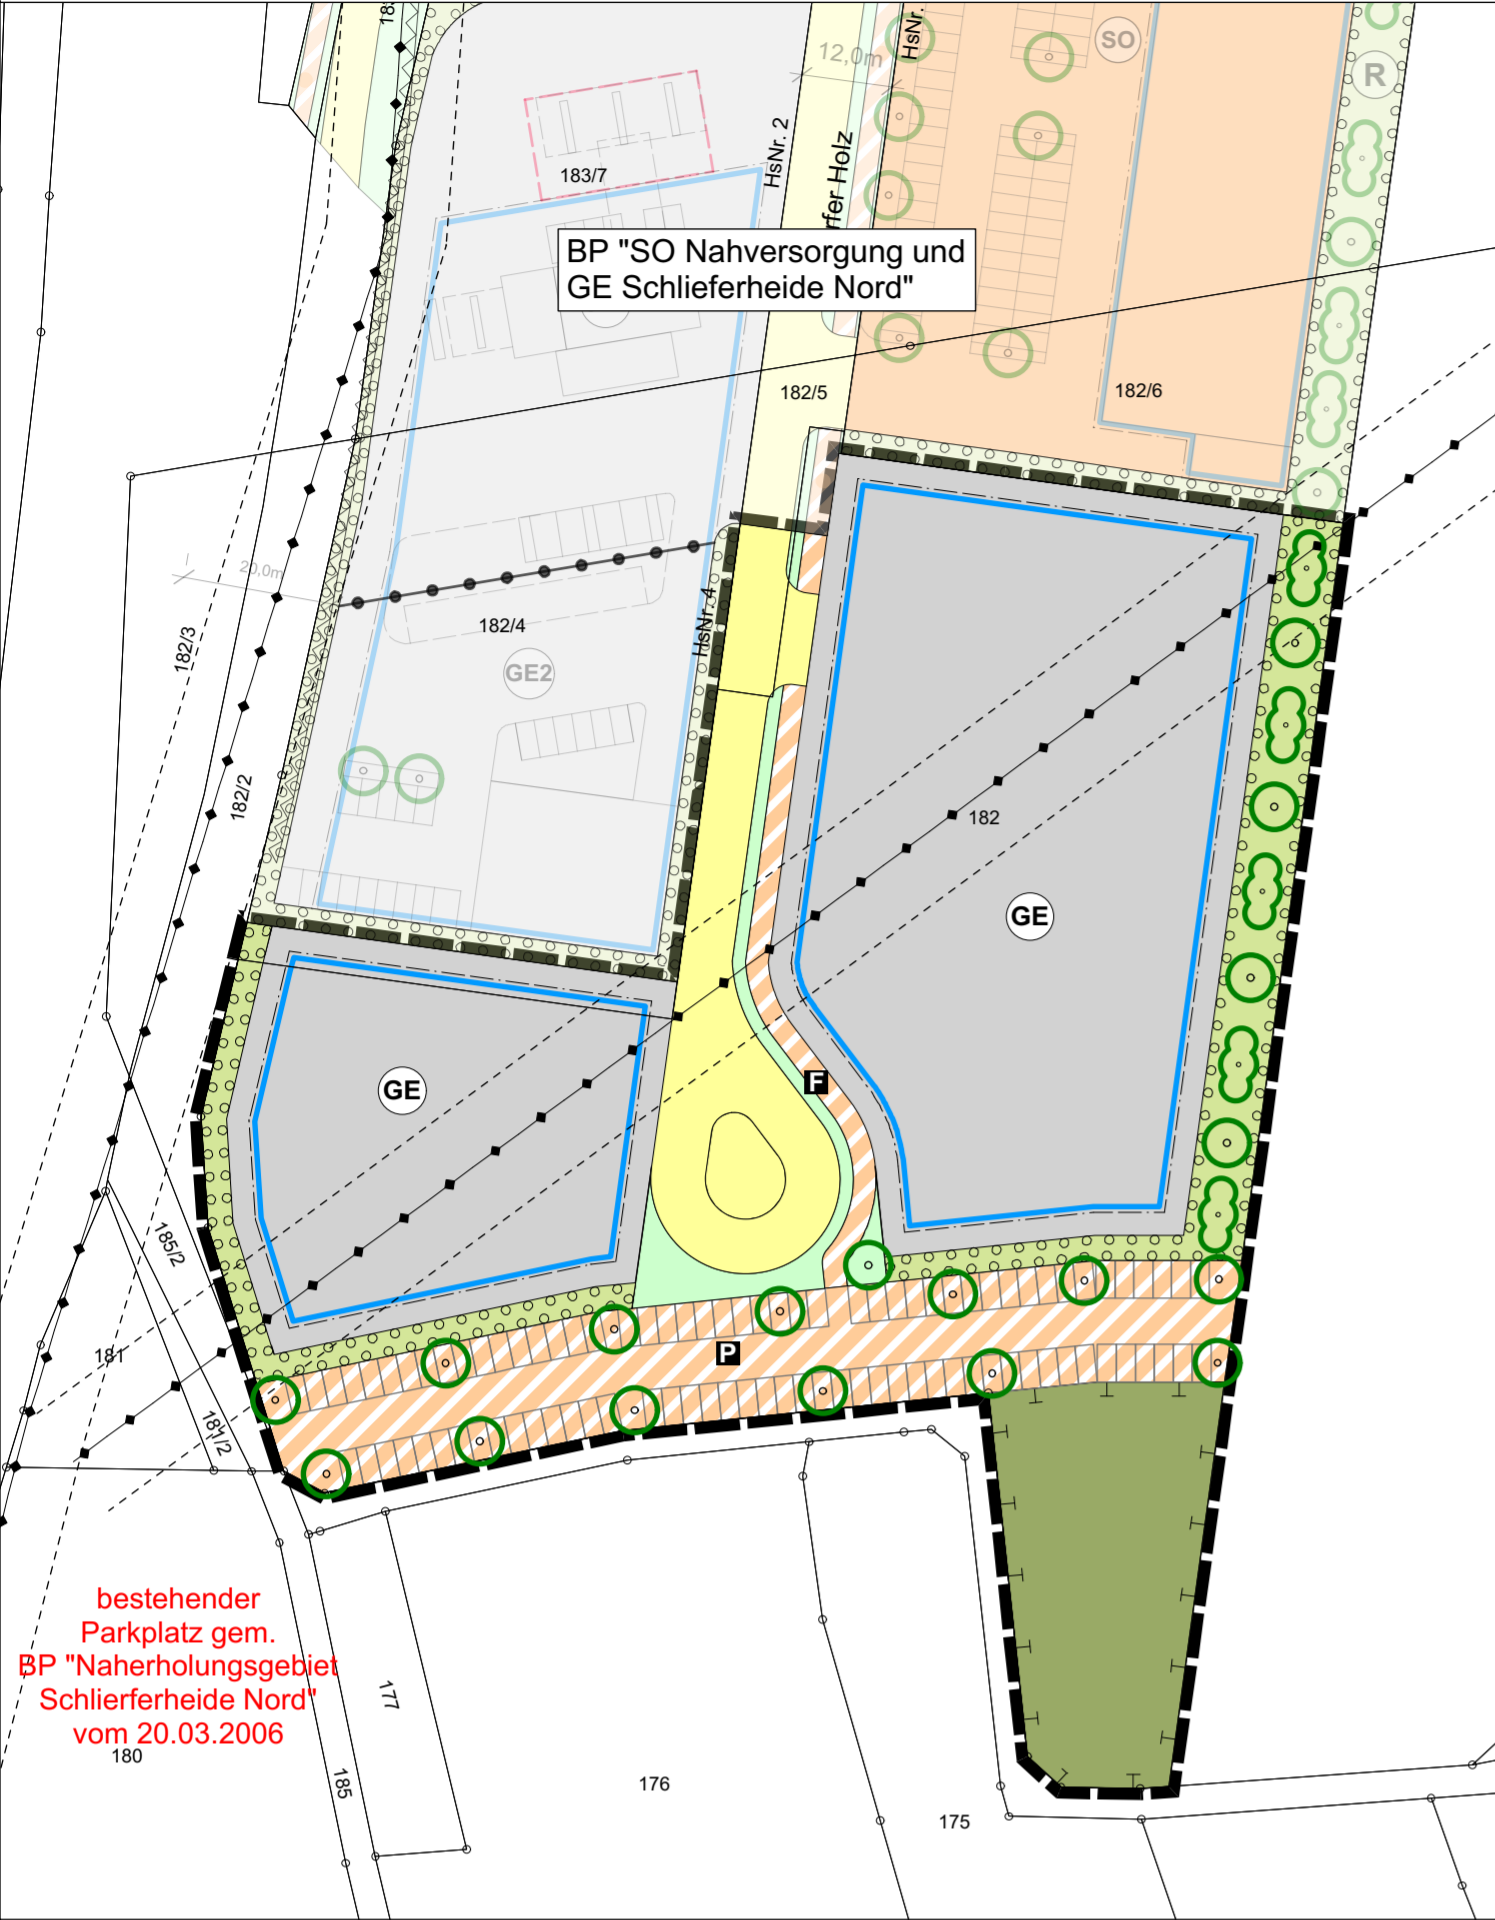 HsNr.
SO
12,0m
R
HsNr. 2
183/7
rfer Holz
BP "SO Nahversorgung und
GE Schlieferheide Nord"
182/5
182/6
20,0m
182/3
182/4
HsNr. 4
GE2
182/2
182
GE
GE
F
185/2
181
P
181/2
bestehender
Parkplatz gem.
BP "Naherholungsgebiet
Schlierferheide Nord"
vom 20.03.2006
177
180
185
176
175